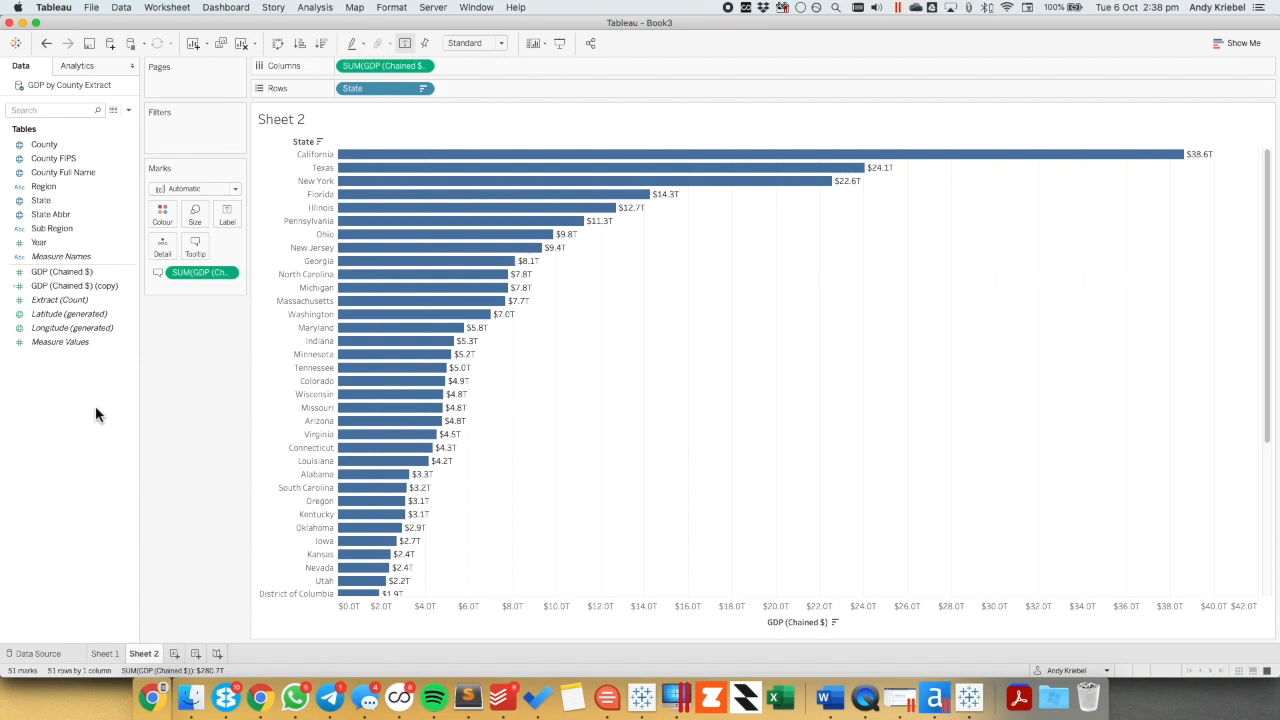 Tableau File Data Worksheet Dashboard Story Analysis Map Format Server Window Help 100% Tue 6 Oct 2:38 pm Andy Kriebel
Tableau - Book3
Standard Show Me
Data Analytics Pages Columns SUM(GDP (Chained $..
GDP by County Extract Rows State
Search Filters
Sheet 2
Tables
County
County FIPS
County Full Name
Region
State
State Abbr
Sub Region
Year
Measure Names
GDP (Chained $)
GDP (Chained $) (copy)
Extract (Count)
Latitude (generated)
Longitude (generated)
Measure Values
Marks
Automatic
Colour Size Label
Detail Tooltip
SUM(GDP (Ch..
State
California $38.6T
Texas $24.1T
New York $22.6T
Florida $14.3T
Illinois $12.7T
Pennsylvania $11.3T
Ohio $9.8T
New Jersey $9.4T
Georgia $8.1T
North Carolina $7.8T
Michigan $7.8T
Massachusetts $7.7T
Washington $7.0T
Maryland $5.8T
Indiana $5.3T
Minnesota $5.2T
Tennessee $5.0T
Colorado $4.9T
Wisconsin $4.8T
Missouri $4.8T
Arizona $4.8T
Virginia $4.5T
Connecticut $4.3T
Louisiana $4.2T
Alabama $3.3T
South Carolina $3.2T
Oregon $3.1T
Kentucky $3.1T
Oklahoma $2.9T
Iowa $2.7T
Kansas $2.4T
Nevada $2.4T
Utah $2.2T
District of Columbia $1.9T
$0.0T $2.0T $4.0T $6.0T $8.0T $10.0T $12.0T $14.0T $16.0T $18.0T $20.0T $22.0T $24.0T $26.0T $28.0T $30.0T $32.0T $34.0T $36.0T $38.0T $40.0T $42.0T
GDP (Chained $)
Data Source Sheet 1 Sheet 2
51 marks 51 rows by 1 column SUM(GDP (Chained $)): $280.7T Andy Kriebel